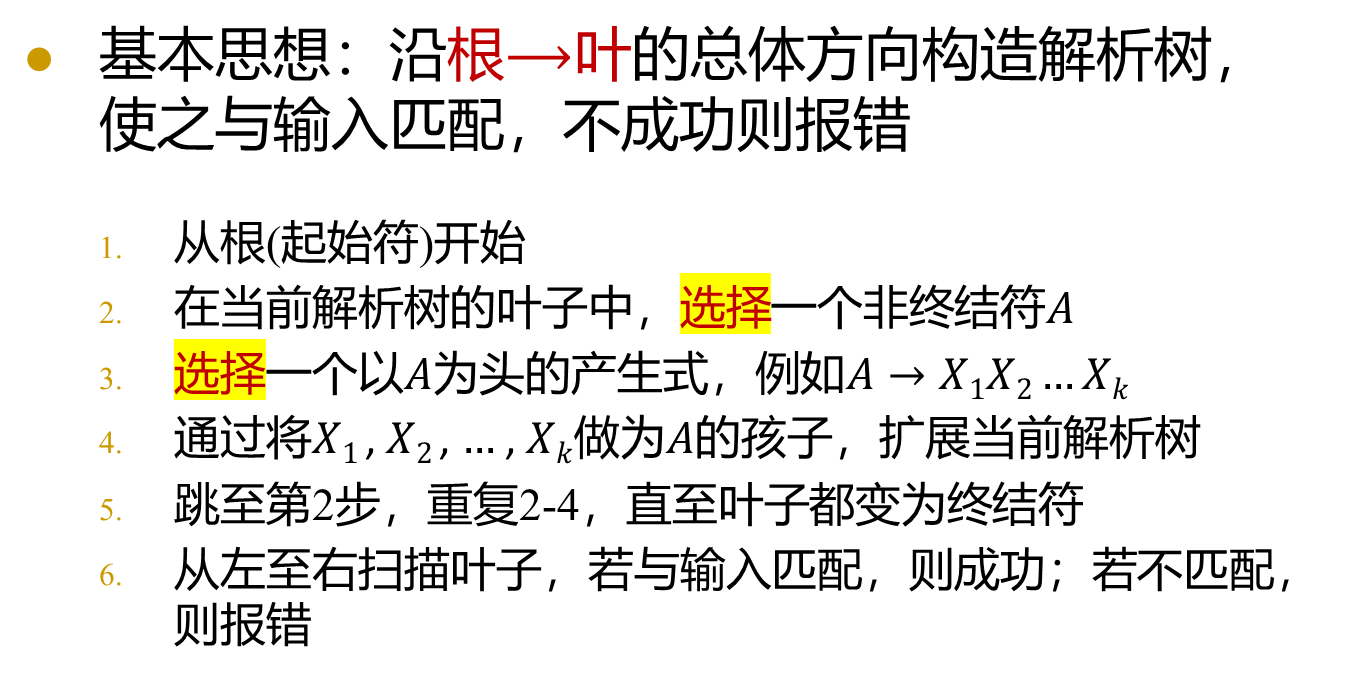 ● 基本思想：沿根→叶的总体方向构造解析树，
使之与输入匹配，不成功则报错
1. 从根(起始符)开始
2. 在当前解析树的叶子中，选择一个非终结符A
3. 选择一个以A为头的产生式，例如A → X₁X₂ … Xₖ
4. 通过将X₁, X₂, … , Xₖ做为A的孩子，扩展当前解析树
5. 跳至第2步，重复2-4，直至叶子都变为终结符
6. 从左至右扫描叶子，若与输入匹配，则成功；若不匹配，
则报错